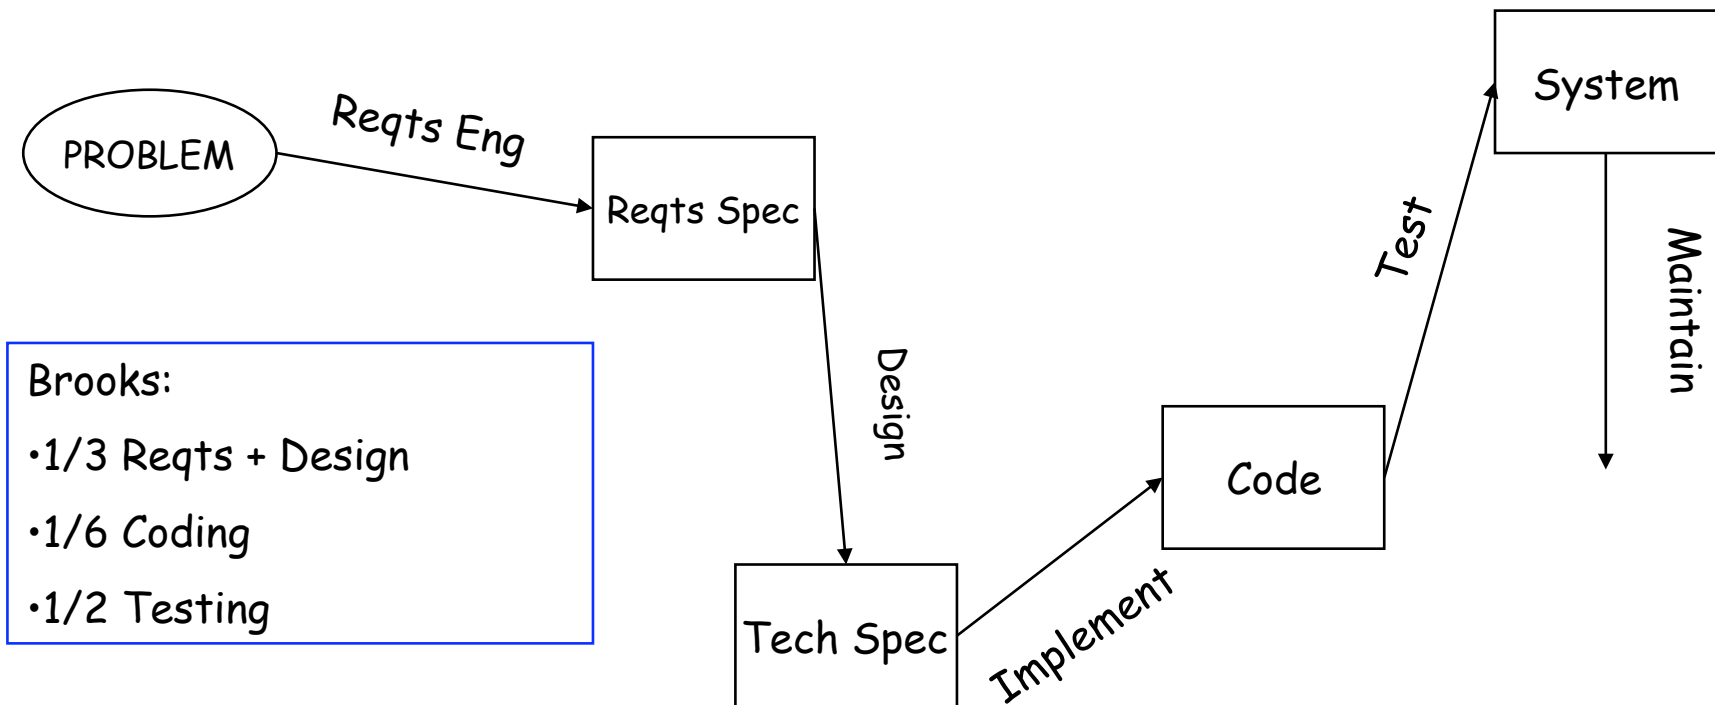 PROBLEM
Reqts Eng
Reqts Spec
Design
Tech Spec
Implement
Code
Test
System
Maintain
Brooks:
•1/3 Reqts + Design
•1/6 Coding
•1/2 Testing